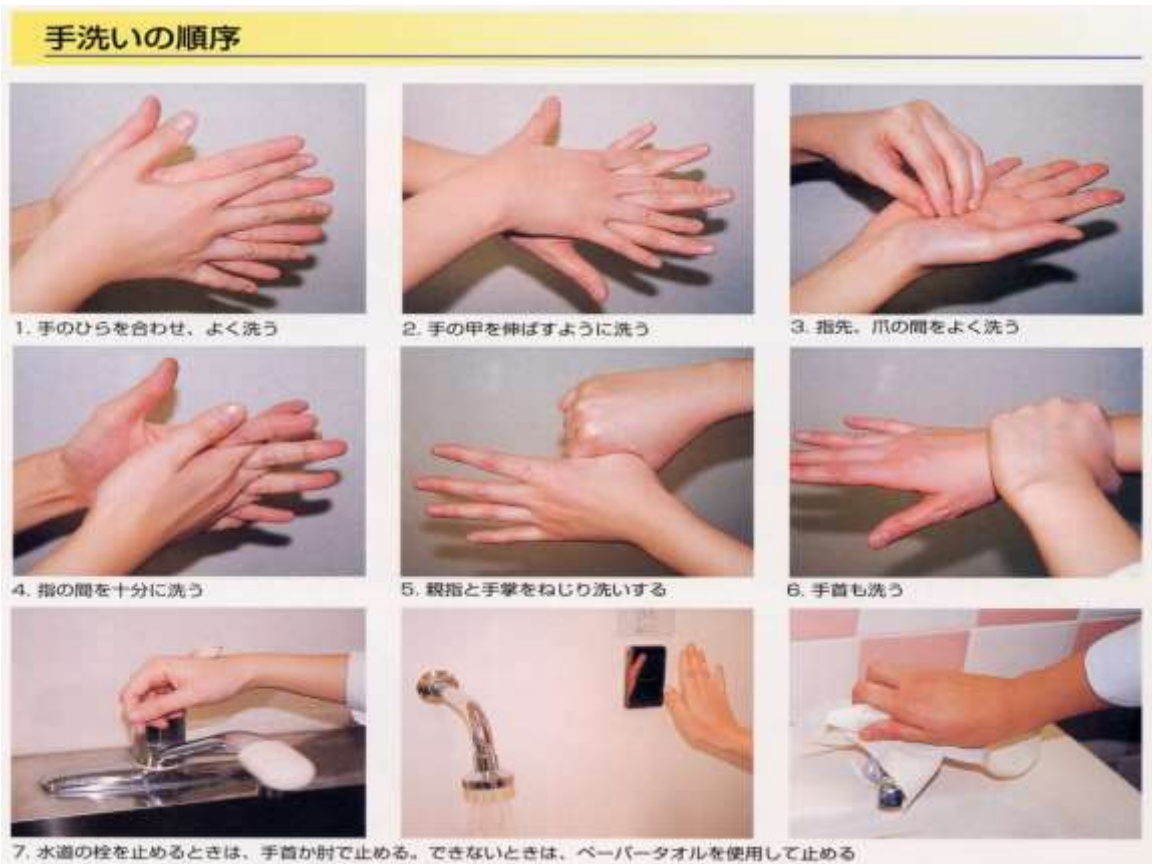 手洗いの順序
1. 手のひらを合わせ、よく洗う
2. 手の甲を伸ばすように洗う
3. 指先、爪の間をよく洗う
4. 指の間を十分に洗う
5. 親指と手掌をねじり洗いする
6. 手首も洗う
7. 水道の栓を止めるときは、手首か肘で止める。できないときは、ペーパータオルを使用して止める